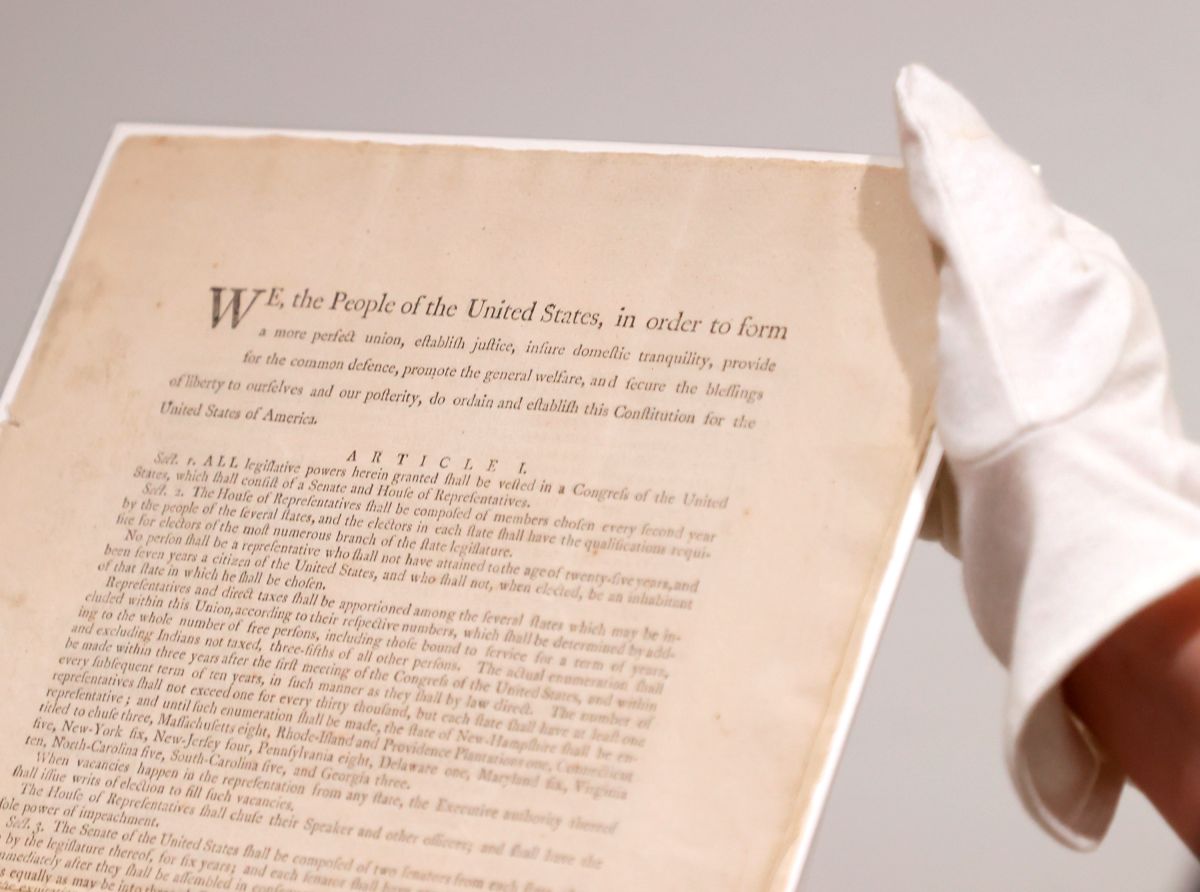 WE, the People of the United States, in order to form
a more perfect union, eſtabliſh juſtice, inſure domeſtic tranquility, provide
for the common defence, promote the general welfare, and ſecure the bleſſings
of liberty to ourſelves and our poſterity, do ordain and eſtabliſh this Conſtitution for the
United States of America.
ARTICLE I.
Sect. 1. ALL legiſlative powers herein granted ſhall be veſted in a Congreſs of the United
States, which ſhall conſiſt of a Senate and Houſe of Repreſentatives.
Sect. 2. The Houſe of Repreſentatives ſhall be compoſed of members choſen every ſecond year
by the people of the ſeveral ſtates, and the electors in each ſtate ſhall have the qualifications requi-
ſite for electors of the moſt numerous branch of the ſtate legiſlature.
No perſon ſhall be a repreſentative who ſhall not have attained to the age of twenty-five years, and
been ſeven years a citizen of the United States, and who ſhall not, when elected, be an inhabitant
of that ſtate in which he ſhall be choſen.
Repreſentatives and direct taxes ſhall be apportioned among the ſeveral ſtates which may be in-
cluded within this Union, according to their reſpective numbers, which ſhall be determined by add-
ing to the whole number of free perſons, including thoſe bound to ſervice for a term of years,
and excluding Indians not taxed, three-fifths of all other perſons. The actual enumeration ſhall
be made within three years after the firſt meeting of the Congreſs of the United States, and within
every ſubſequent term of ten years, in ſuch manner as they ſhall by law direct. The number of
repreſentatives ſhall not exceed one for every thirty thouſand, but each ſtate ſhall have at leaſt one
repreſentative; and until ſuch enumeration ſhall be made, the ſtate of New-Hampſhire ſhall be en-
titled to chuſe three, Maſſachuſetts eight, Rhode-Iſland and Providence Plantations one, Connecticut
five, New-York ſix, New-Jerſey four, Pennſylvania eight, Delaware one, Maryland ſix, Virginia
ten, North-Carolina five, South-Carolina five, and Georgia three.
When vacancies happen in the repreſentation from any ſtate, the Executive authority thereof
ſhall iſſue writs of election to fill ſuch vacancies.
The Houſe of Repreſentatives ſhall chuſe their Speaker and other officers; and ſhall have the
ſole power of impeachment.
Sect. 3. The Senate of the United States ſhall be compoſed of two ſenators from each
by the legiſlature thereof, for ſix years; and each ſenator ſhall have
after they ſhall be aſſembled in
equally as may be into